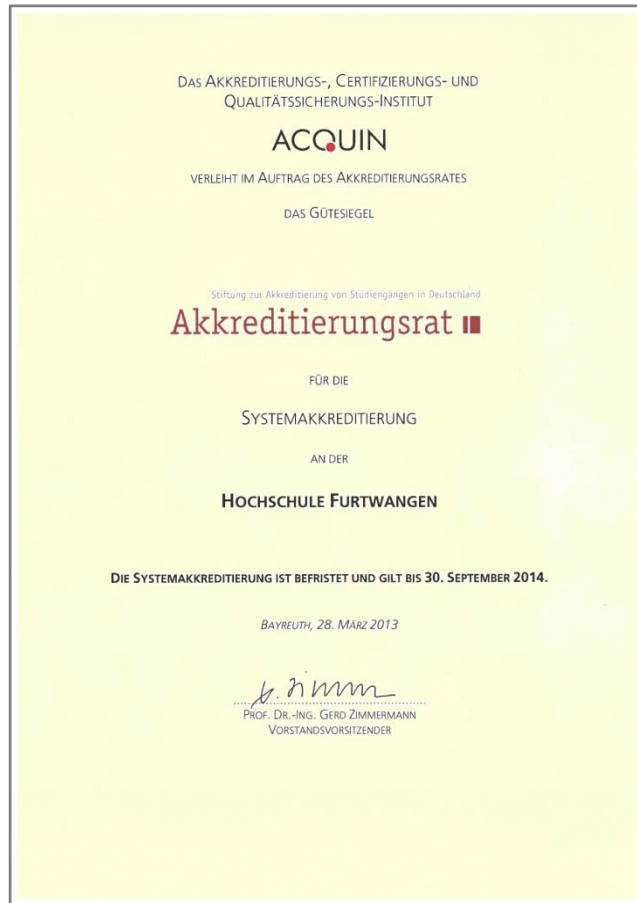 DAS AKKREDITIERUNGS-, CERTIFIZIERUNGS- UND
QUALITÄTSSICHERUNGS-INSTITUT
ACQUIN
VERLEIHT IM AUFTRAG DES AKKREDITIERUNGSRATES
DAS GÜTESIEGEL
Stiftung zur Akkreditierung von Studiengängen in Deutschland
Akkreditierungsrat
FÜR DIE
SYSTEMAKKREDITIERUNG
AN DER
HOCHSCHULE FURTWANGEN
DIE SYSTEMAKKREDITIERUNG IST BEFRISTET UND GILT BIS 30. SEPTEMBER 2014.
BAYREUTH, 28. MÄRZ 2013
PROF. DR.-ING. GERD ZIMMERMANN
VORSTANDSVORSITZENDER